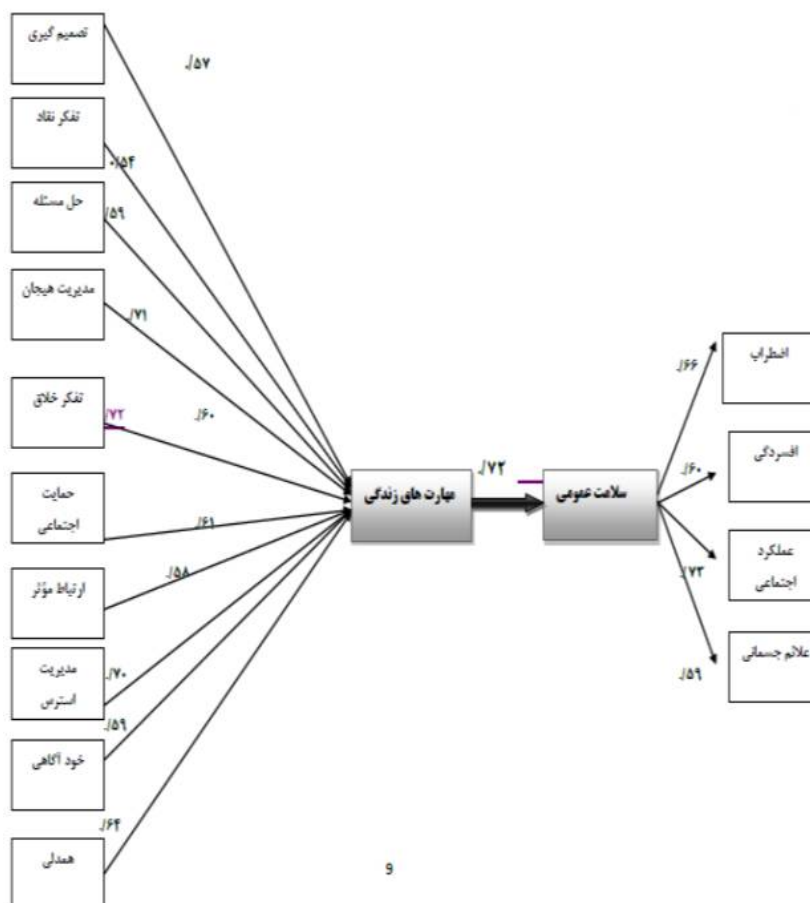 تصمیم گیری
./۵۷
تفکر نقاد
۰/۵۴
حل مسئله
/۵۹
مدیریت هیجان
./۷۱
تفکر خلاق
/۷۲
./۶۰
حمایت
اجتماعی
./۶۱
ارتباط مؤثر
./۵۸
مدیریت
استرس
./۷۰
خود آگاهی
./۵۹
همدلی
./۶۴
مهارت های زندگی
./۷۲
سلامت عمومی
اضطراب
./۶۶
افسردگی
./۶۰
عملکرد
اجتماعی
./۷۳
علائم جسمانی
./۵۹
9